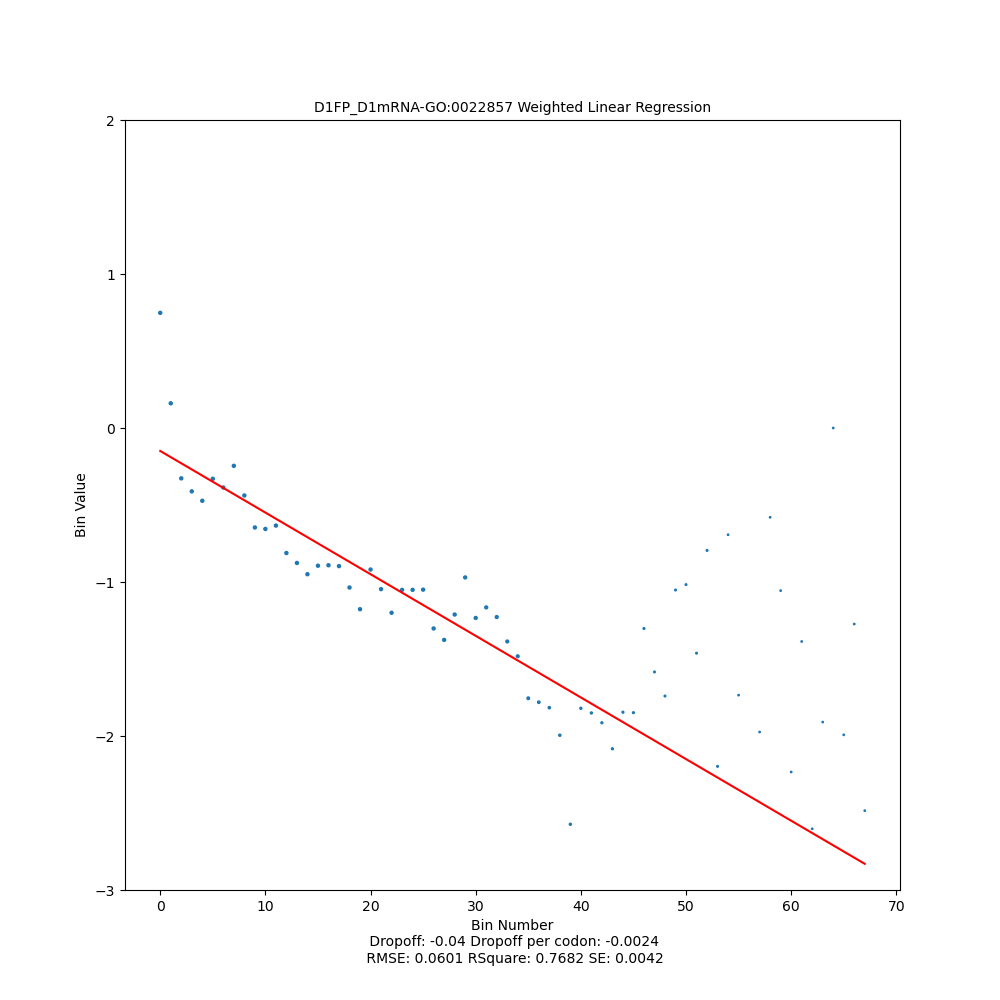 D1FP_D1mRNA-GO:0022857 Weighted Linear Regression
2
1
0
−1
−2
−3
Bin Value
0 10 20 30 40 50 60 70
Bin Number
Dropoff: -0.04 Dropoff per codon: -0.0024
RMSE: 0.0601 RSquare: 0.7682 SE: 0.0042